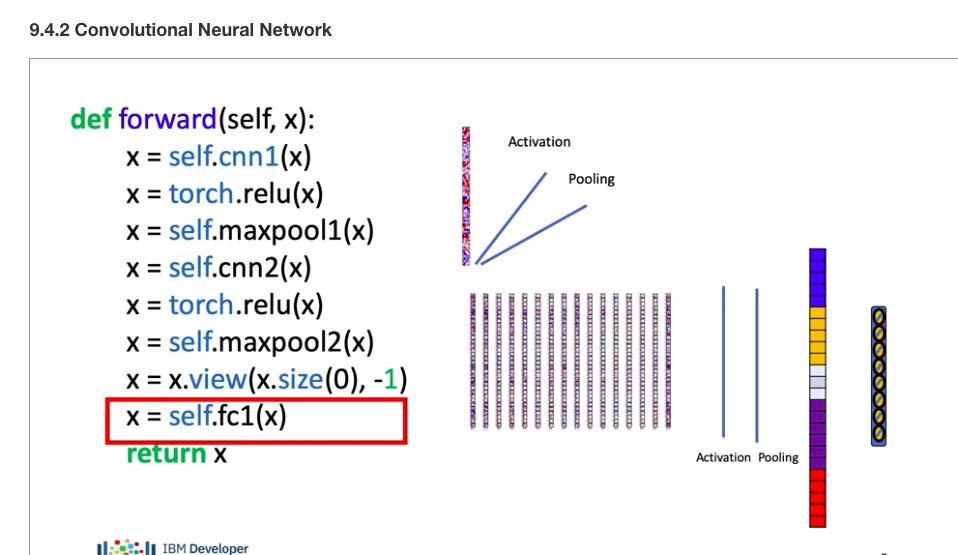 9.4.2 Convolutional Neural Network
def forward(self, x):
x = self.cnn1(x)
x = torch.relu(x)
x = self.maxpool1(x)
x = self.cnn2(x)
x = torch.relu(x)
x = self.maxpool2(x)
x = x.view(x.size(0), -1)
x = self.fc1(x)
return x
Activation
Pooling
Activation Pooling
IBM Developer